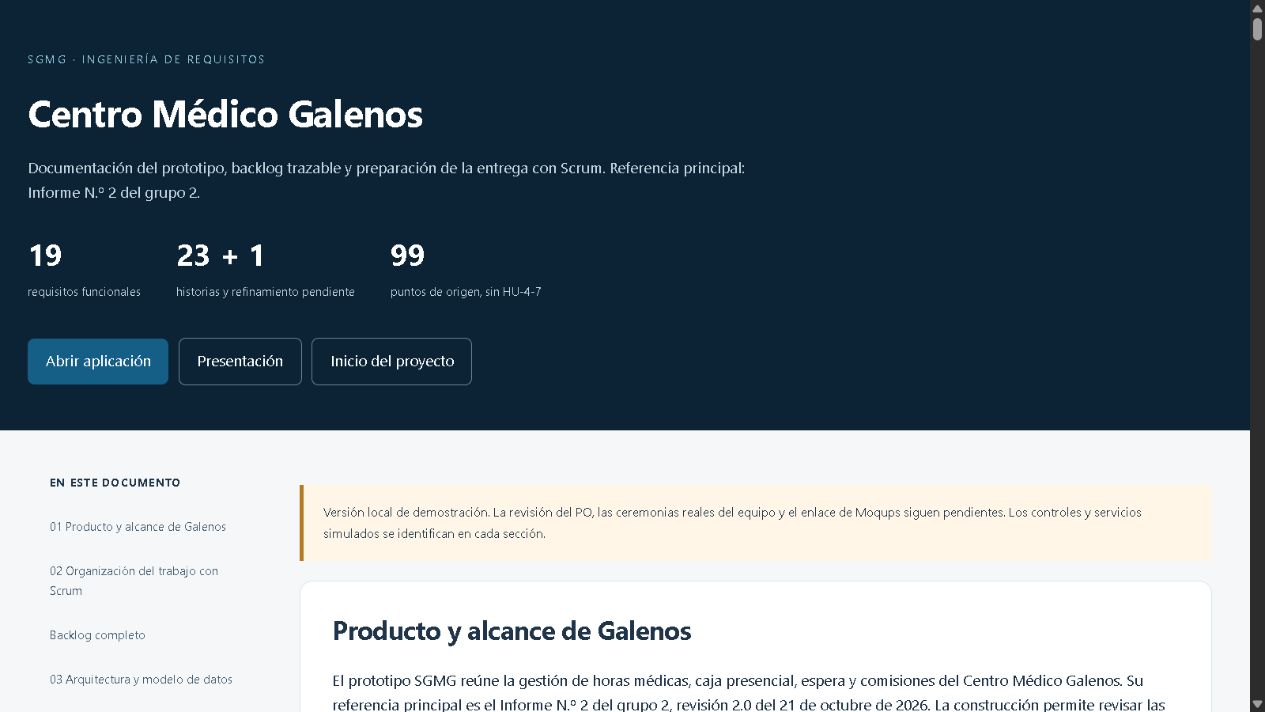 SGMG · INGENIERÍA DE REQUISITOS
Centro Médico Galenos
Documentación del prototipo, backlog trazable y preparación de la entrega con Scrum. Referencia principal:
Informe N.º 2 del grupo 2.
19
requisitos funcionales
23 + 1
historias y refinamiento pendiente
99
puntos de origen, sin HU-4-7
Abrir aplicación
Presentación
Inicio del proyecto
EN ESTE DOCUMENTO
01 Producto y alcance de Galenos
02 Organización del trabajo con
Scrum
Backlog completo
03 Arquitectura y modelo de datos
Versión local de demostración. La revisión del PO, las ceremonias reales del equipo y el enlace de Moqups siguen pendientes. Los controles y servicios
simulados se identifican en cada sección.
Producto y alcance de Galenos
El prototipo SGMG reúne la gestión de horas médicas, caja presencial, espera y comisiones del Centro Médico Galenos. Su
referencia principal es el Informe N.º 2 del grupo 2, revisión 2.0 del 21 de octubre de 2026. La construcción permite revisar las